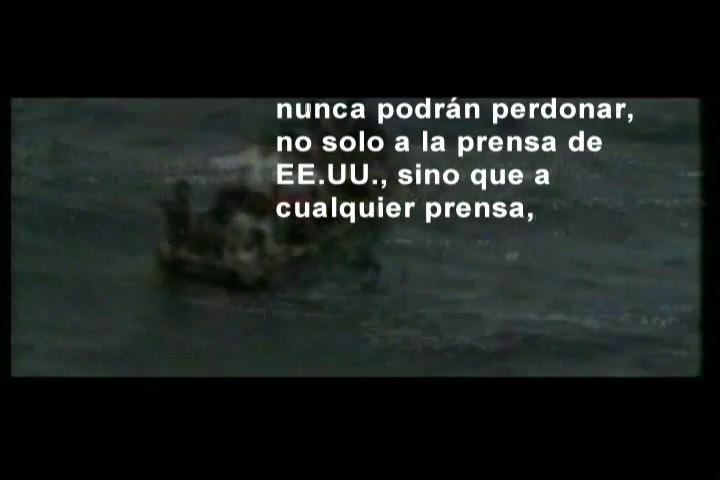 nunca podrán perdonar,
no solo a la prensa de
EE.UU., sino que a
cualquier prensa,